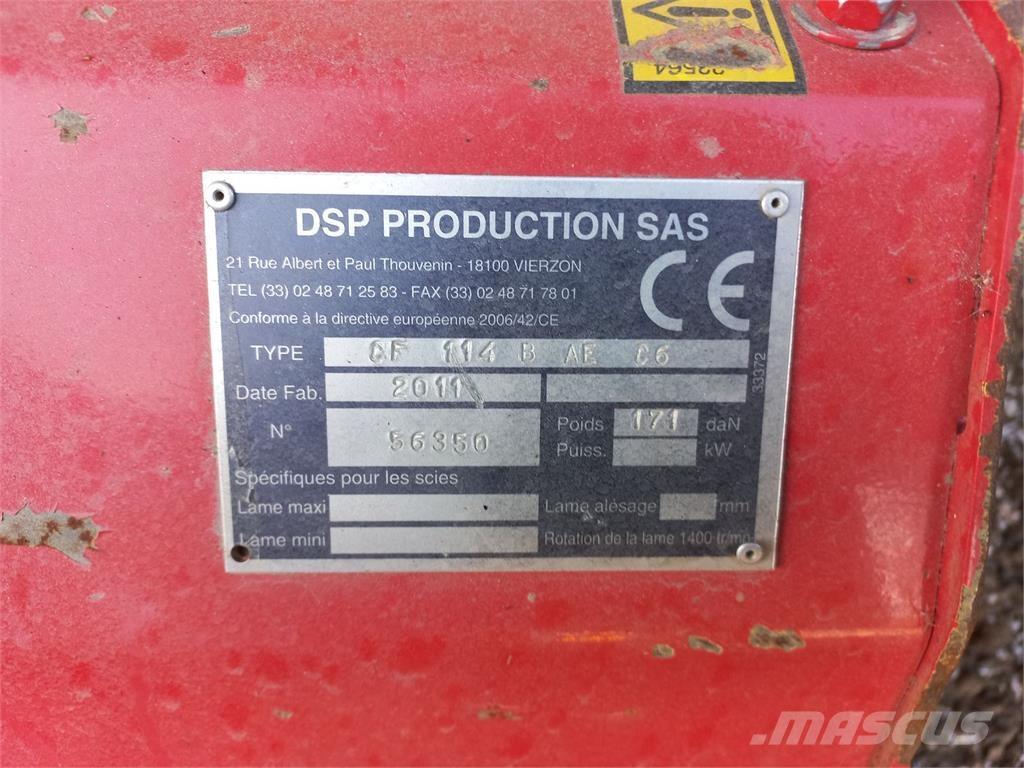 33564
DSP PRODUCTION SAS
21 Rue Albert et Paul Thouvenin - 18100 VIERZON
TEL (33) 02 48 71 25 83 - FAX (33) 02 48 71 78 01
Conforme à la directive européenne 2006/42/CE
CE
TYPE CF 114 B AE C6
33372
Date Fab. 2011
N° 56350
Poids 171 daN
Puiss. kW
Spécifiques pour les scies
Lame maxi Lame alésage mm
Lame mini Rotation de la lame 1400 tr/mn
MASCUS